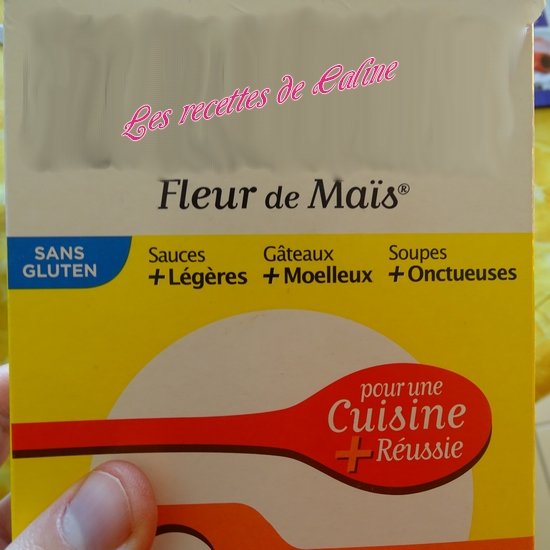 Les recettes de Caline
Fleur de Maïs®
SANS
GLUTEN
Sauces
+ Légères
Gâteaux
+ Moelleux
Soupes
+ Onctueuses
pour une
Cuisine
+ Réussie